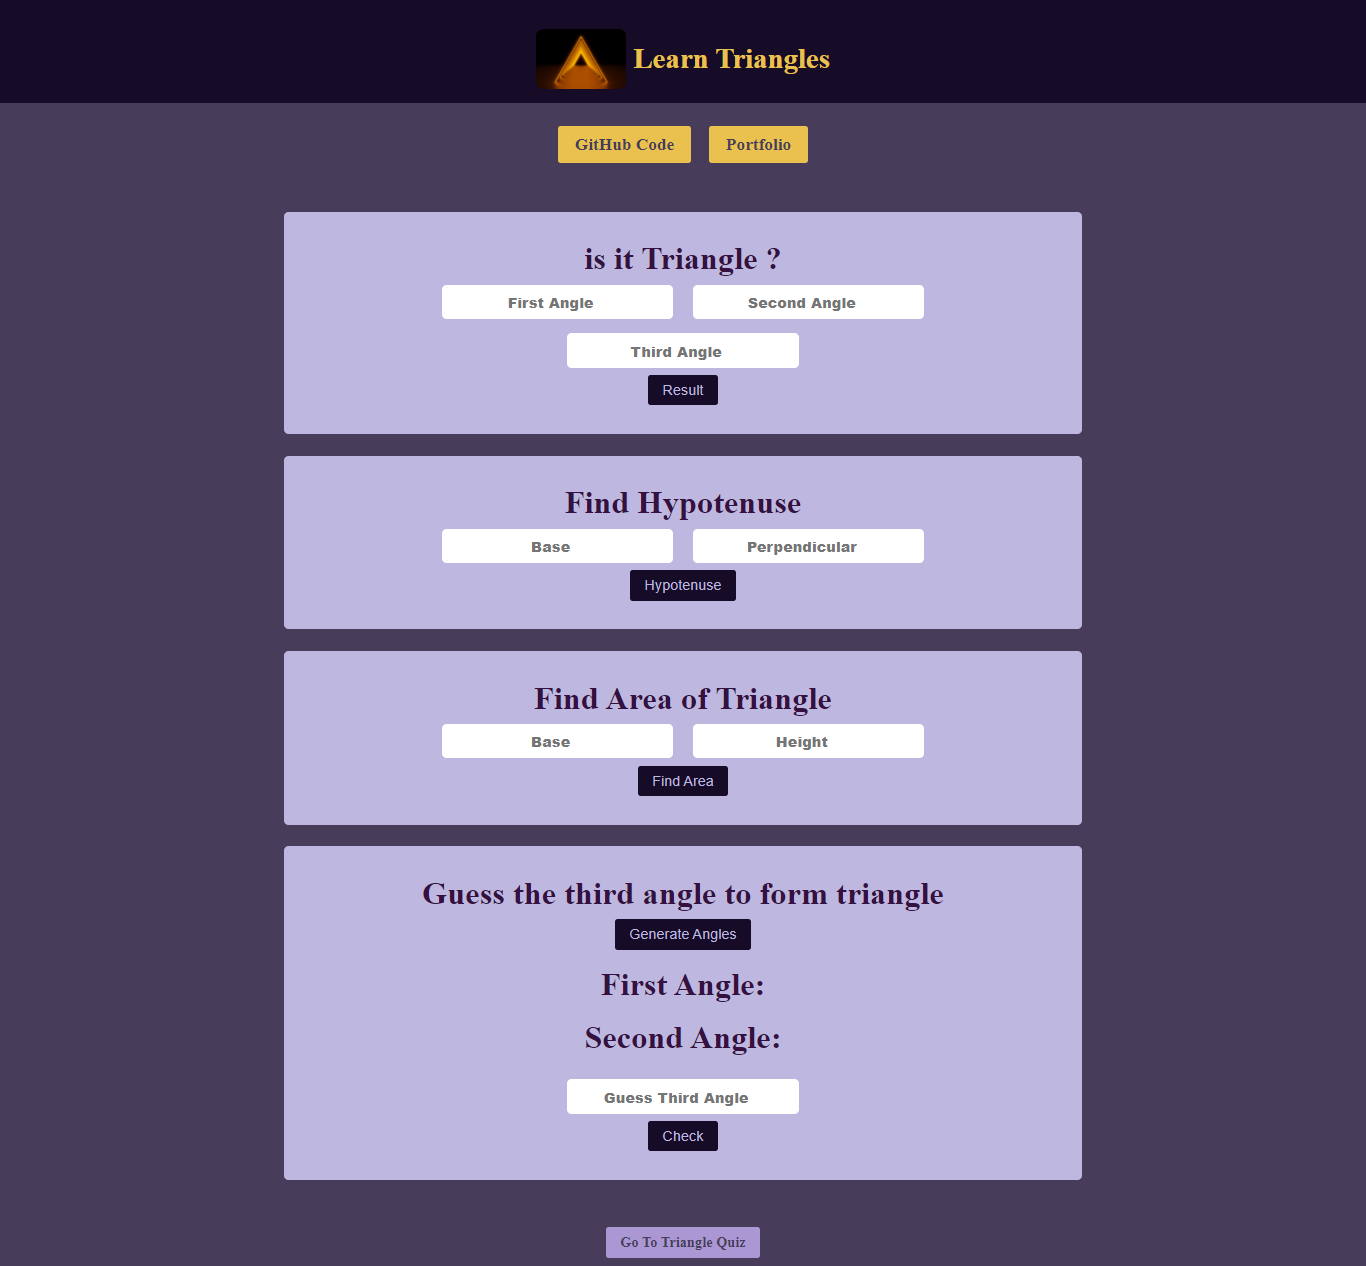 Learn Triangles
GitHub Code Portfolio
is it Triangle ?
First Angle Second Angle
Third Angle
Result
Find Hypotenuse
Base Perpendicular
Hypotenuse
Find Area of Triangle
Base Height
Find Area
Guess the third angle to form triangle
Generate Angles
First Angle:
Second Angle:
Guess Third Angle
Check
Go To Triangle Quiz